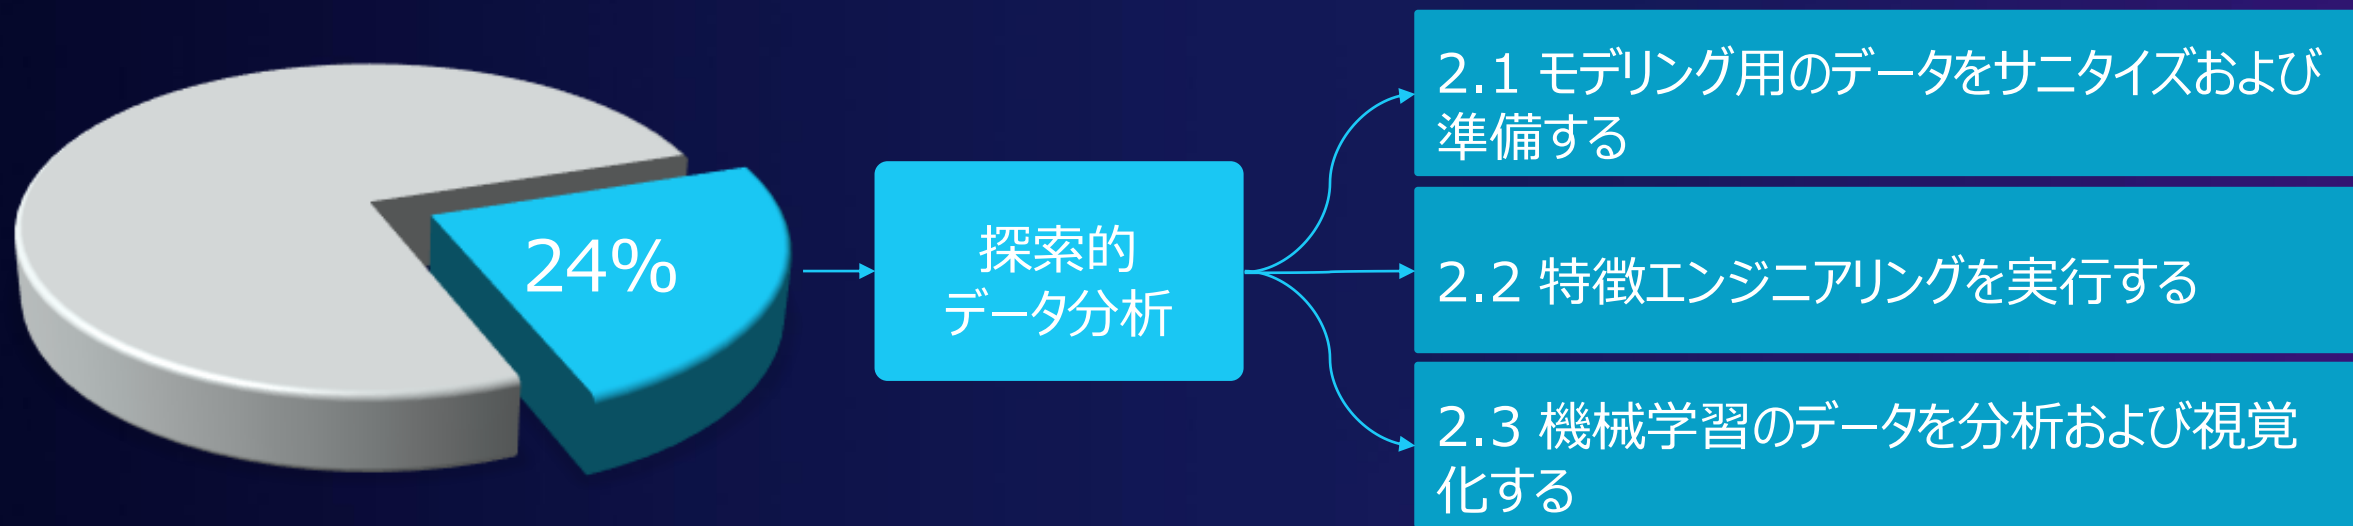 24%
探索的
データ分析
2.1 モデリング用のデータをサニタイズおよび
準備する
2.2 特徴エンジニアリングを実行する
2.3 機械学習のデータを分析および視覚
化する